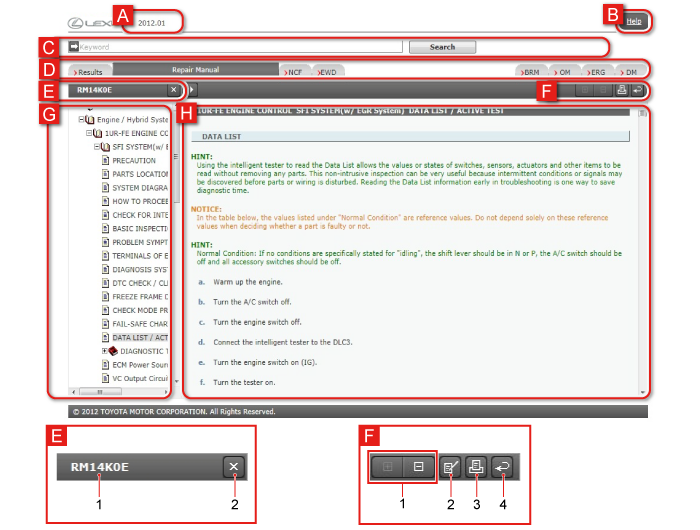 A
LEXUS 2012.01
B
Help
C
Keyword
Search
D
Results
Repair Manual
NCF
EWD
BRM
OM
ERG
DM
E
RM14K0E
F
G
Engine / Hybrid Syste
1UR-FE ENGINE CO
SFI SYSTEM(w/ E
PRECAUTION
PARTS LOCATION
SYSTEM DIAGRA
HOW TO PROCEE
CHECK FOR INTE
BASIC INSPECTI
PROBLEM SYMPT
TERMINALS OF E
DIAGNOSIS SYS
DTC CHECK / CL
FREEZE FRAME D
CHECK MODE PR
FAIL-SAFE CHAR
DATA LIST / ACT
DIAGNOSTIC T
ECM Power Sour
VC Output Circui
H
1UR-FE ENGINE CONTROL SFI SYSTEM(w/ EGR System) DATA LIST / ACTIVE TEST
DATA LIST
HINT:
Using the intelligent tester to read the Data List allows the values or states of switches, sensors, actuators and other items to be
read without removing any parts. This non-intrusive inspection can be very useful because intermittent conditions or signals may
be discovered before parts or wiring is disturbed. Reading the Data List information early in troubleshooting is one way to save
diagnostic time.
NOTICE:
In the table below, the values listed under "Normal Condition" are reference values. Do not depend solely on these reference
values when deciding whether a part is faulty or not.
HINT:
Normal Condition: If no conditions are specifically stated for "idling", the shift lever should be in N or P, the A/C switch should be
off and all accessory switches should be off.
a. Warm up the engine.
b. Turn the A/C switch off.
c. Turn the engine switch off.
d. Connect the intelligent tester to the DLC3.
e. Turn the engine switch on (IG).
f. Turn the tester on.
© 2012 TOYOTA MOTOR CORPORATION. All Rights Reserved.
E
RM14K0E
1 2
F
1 2 3 4